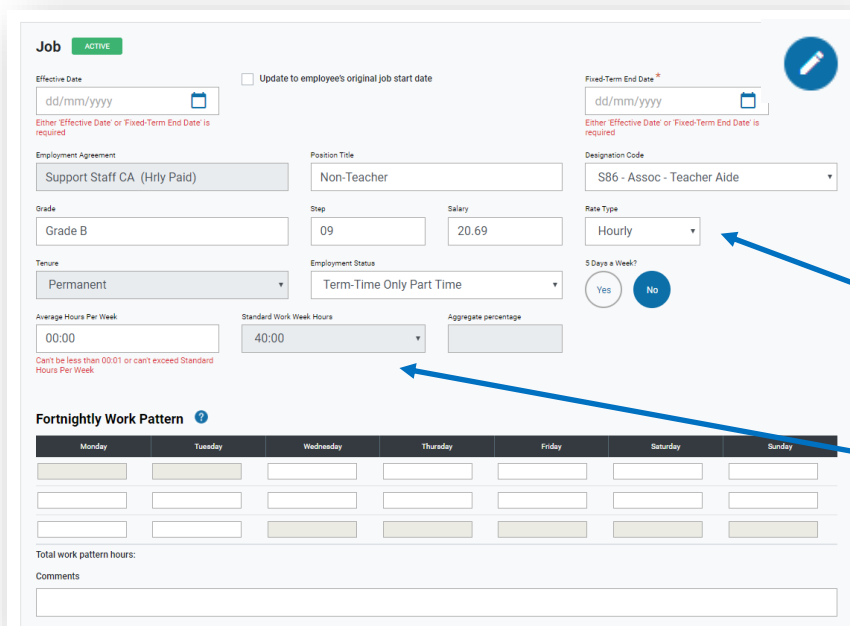 Job ACTIVE
Effective Date
Update to employee's original job start date
Fixed-Term End Date *
dd/mm/yyyy
dd/mm/yyyy
Either 'Effective Date' or 'Fixed-Term End Date' is
required
Either 'Effective Date' or 'Fixed-Term End Date' is
required
Employment Agreement
Position Title
Designation Code
Support Staff CA (Hrly Paid)
Non-Teacher
S86 - Assoc - Teacher Aide
Grade
Step
Salary
Rate Type
Grade B
09
20.69
Hourly
Tenure
Employment Status
5 Days a Week?
Permanent
Term-Time Only Part Time
Yes
No
Average Hours Per Week
Standard Work Week Hours
Aggregate percentage
00:00
40:00
Can't be less than 00:01 or can't exceed Standard
Hours Per Week
Fortnightly Work Pattern ?
Monday Tuesday Wednesday Thursday Friday Saturday Sunday
Total work pattern hours:
Comments